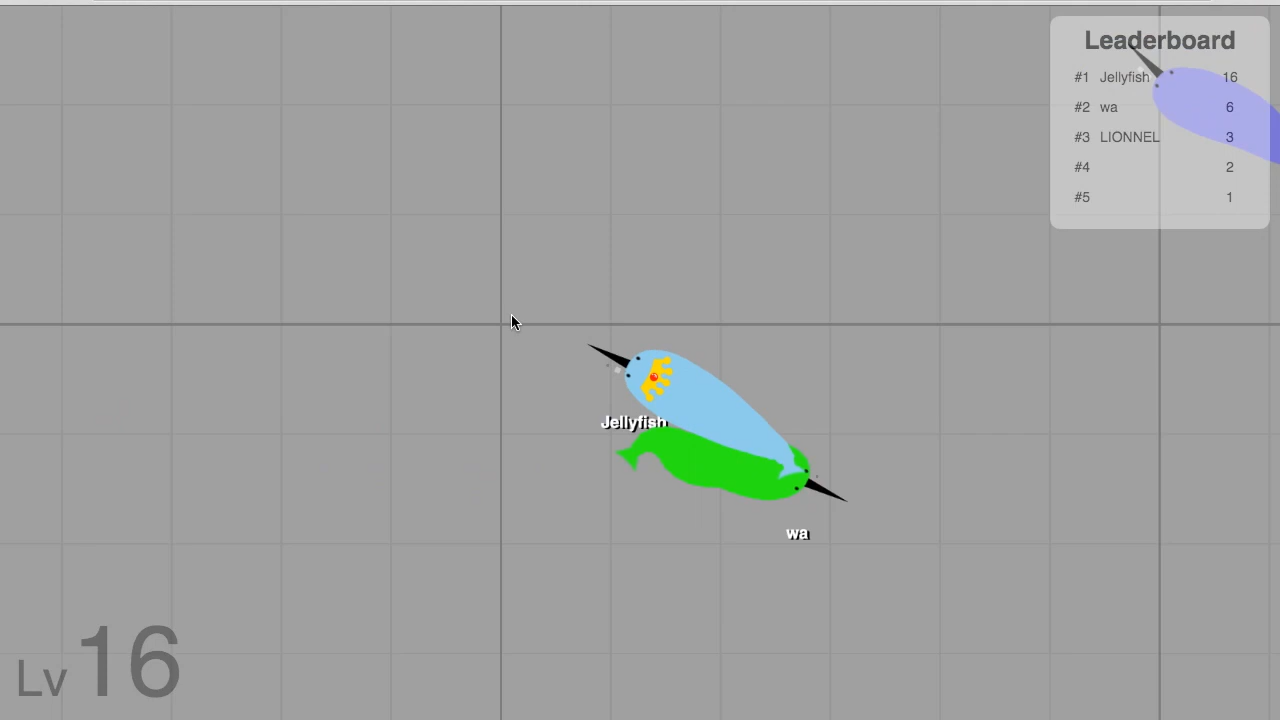 Leaderboard
#1 Jellyfish 16
#2 wa 6
#3 LIONNEL 3
#4 2
#5 1
Jellyfish
wa
Lv 16